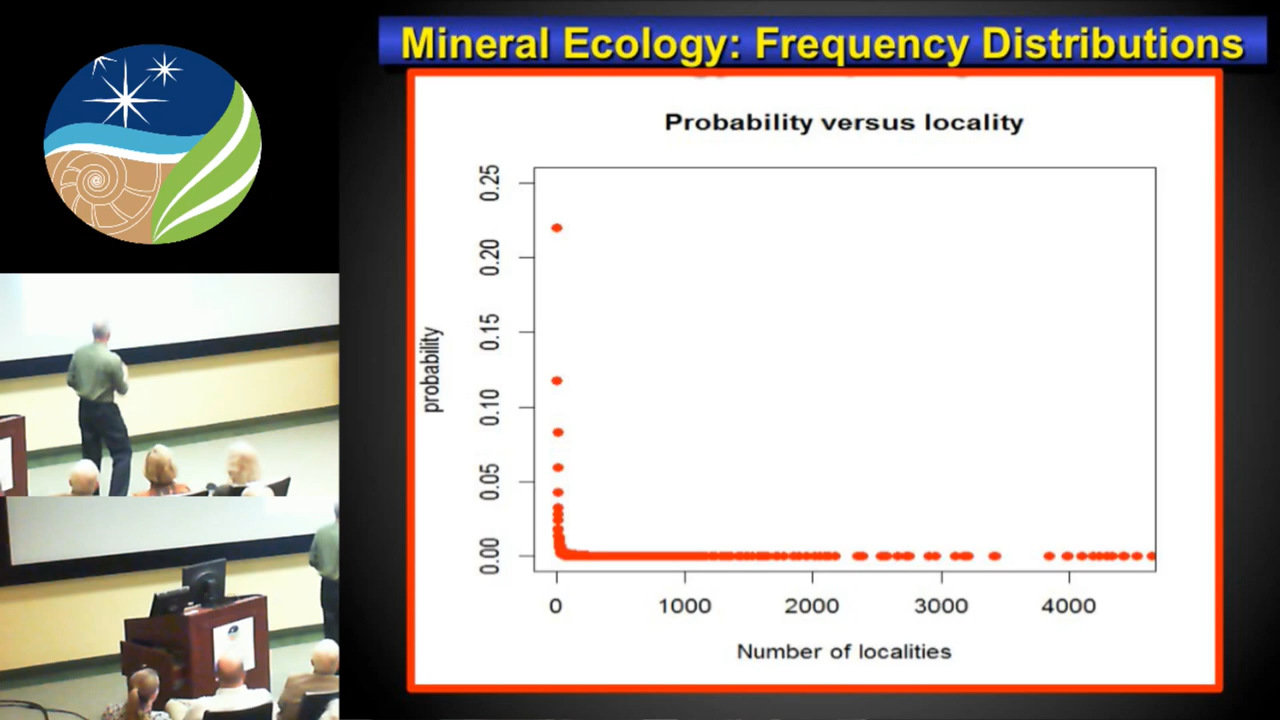 Mineral Ecology: Frequency Distributions
Probability versus locality
probability
0.25
0.20
0.15
0.10
0.05
0.00
0
1000
2000
3000
4000
Number of localities